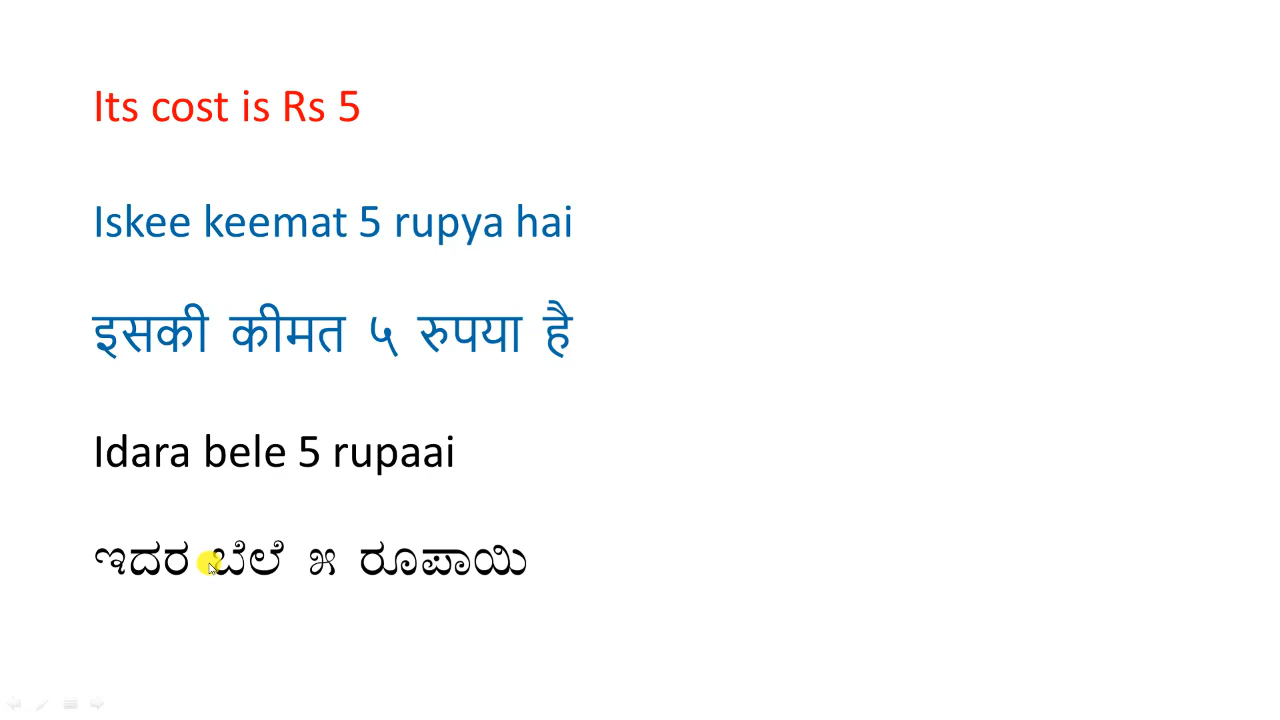 Its cost is Rs 5
Iskee keemat 5 rupya hai
इसकी कीमत ५ रुपया है
Idara bele 5 rupaai
ಇದರ ಬೆಲೆ ೫ ರೂಪಾಯಿ